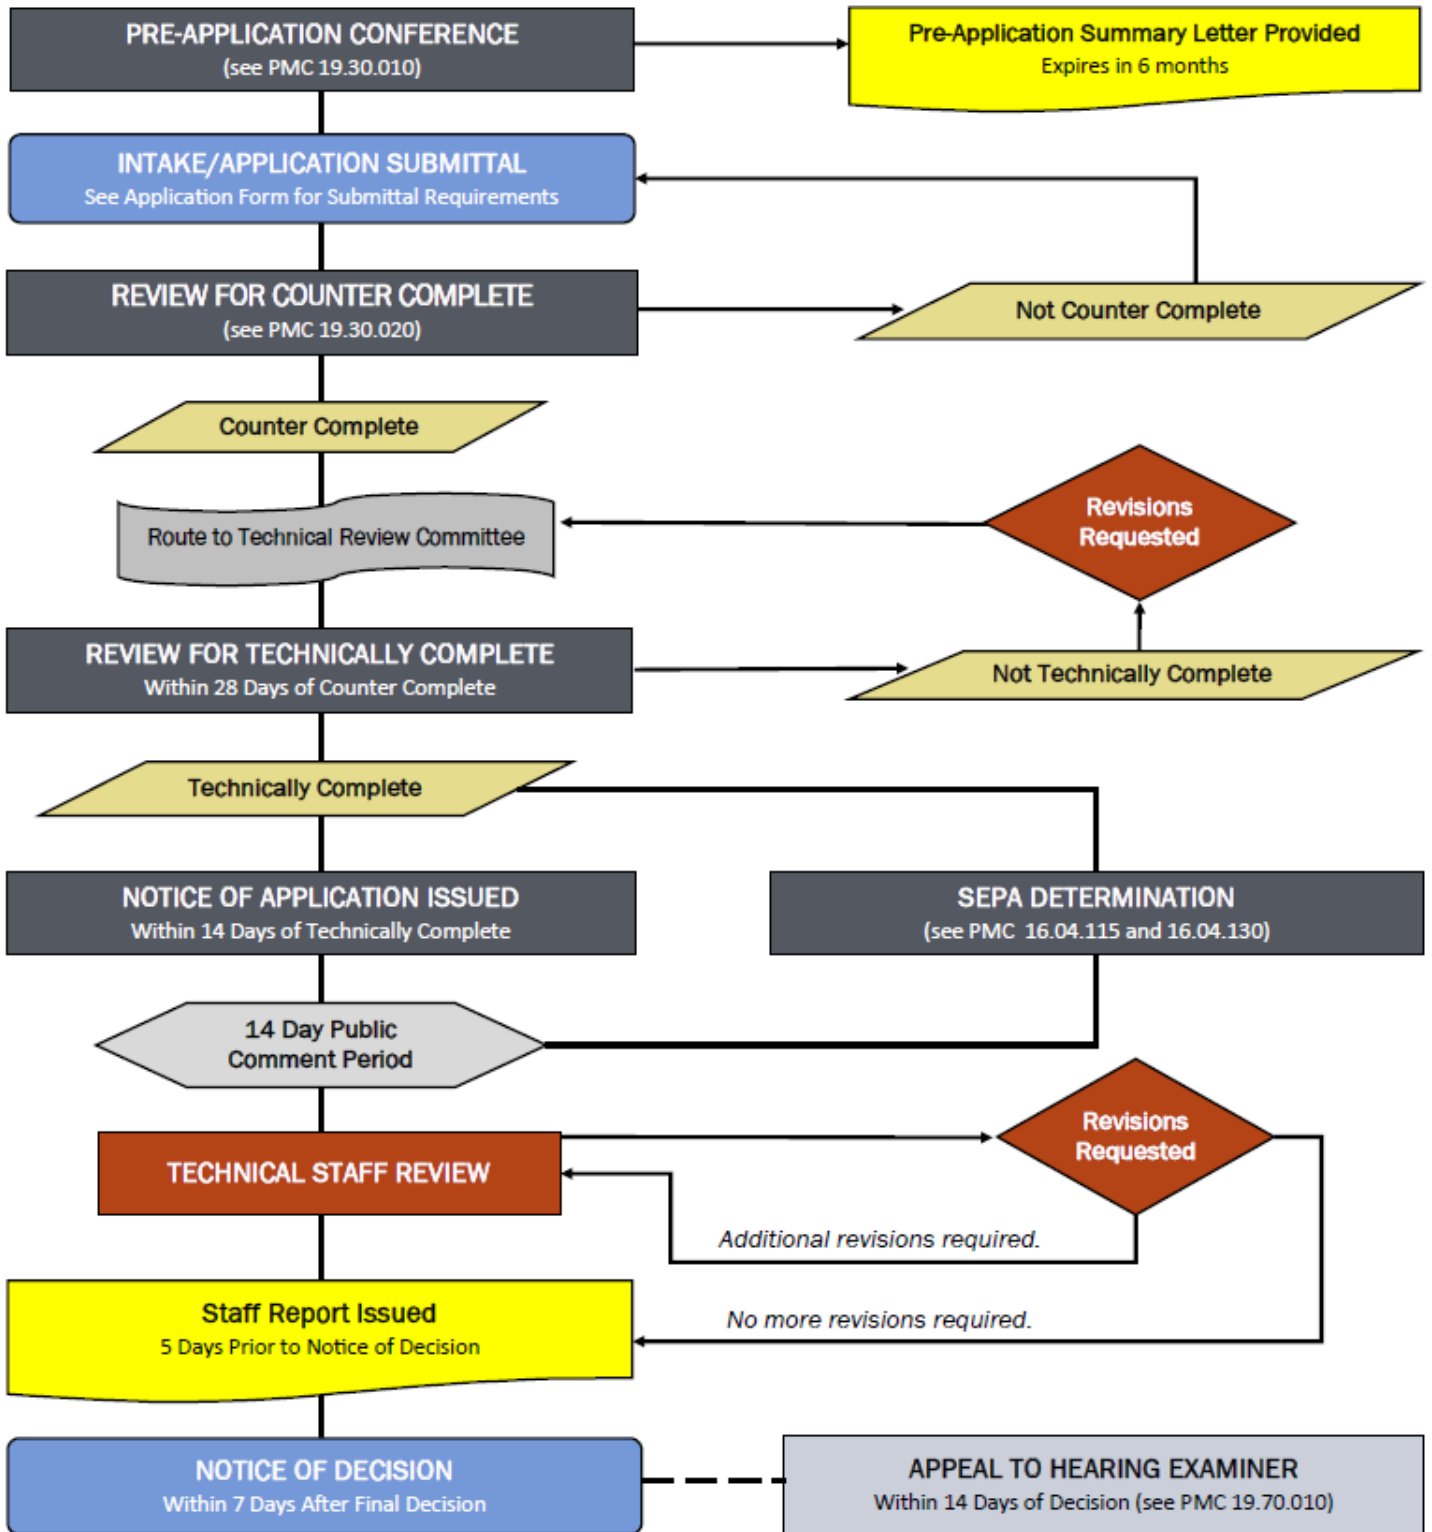 PRE-APPLICATION CONFERENCE
(see PMC 19.30.010)
Pre-Application Summary Letter Provided
Expires in 6 months
INTAKE/APPLICATION SUBMITTAL
See Application Form for Submittal Requirements
REVIEW FOR COUNTER COMPLETE
(see PMC 19.30.020)
Not Counter Complete
Counter Complete
Route to Technical Review Committee
Revisions
Requested
REVIEW FOR TECHNICALLY COMPLETE
Within 28 Days of Counter Complete
Not Technically Complete
Technically Complete
NOTICE OF APPLICATION ISSUED
Within 14 Days of Technically Complete
SEPA DETERMINATION
(see PMC 16.04.115 and 16.04.130)
14 Day Public
Comment Period
TECHNICAL STAFF REVIEW
Revisions
Requested
Additional revisions required.
Staff Report Issued
5 Days Prior to Notice of Decision
No more revisions required.
NOTICE OF DECISION
Within 7 Days After Final Decision
APPEAL TO HEARING EXAMINER
Within 14 Days of Decision (see PMC 19.70.010)